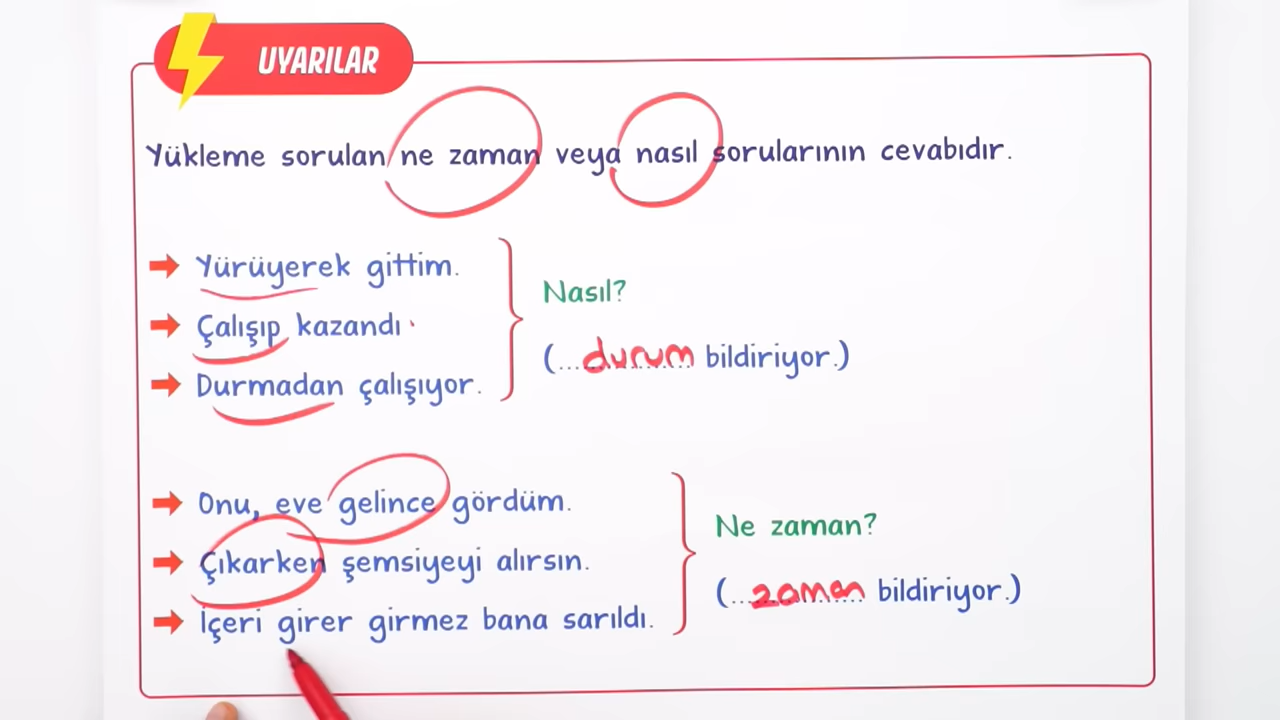 UYARILAR
Yükleme sorulan ne zaman veya nasıl sorularının cevabıdır.
Yürüyerek gittim.
Çalışıp kazandı.
Durmadan çalışıyor.
Nasıl?
(...durum... bildiriyor.)
Onu, eve gelince gördüm.
Çıkarken şemsiyeyi alırsın.
İçeri girer girmez bana sarıldı.
Ne zaman?
(...zaman... bildiriyor.)